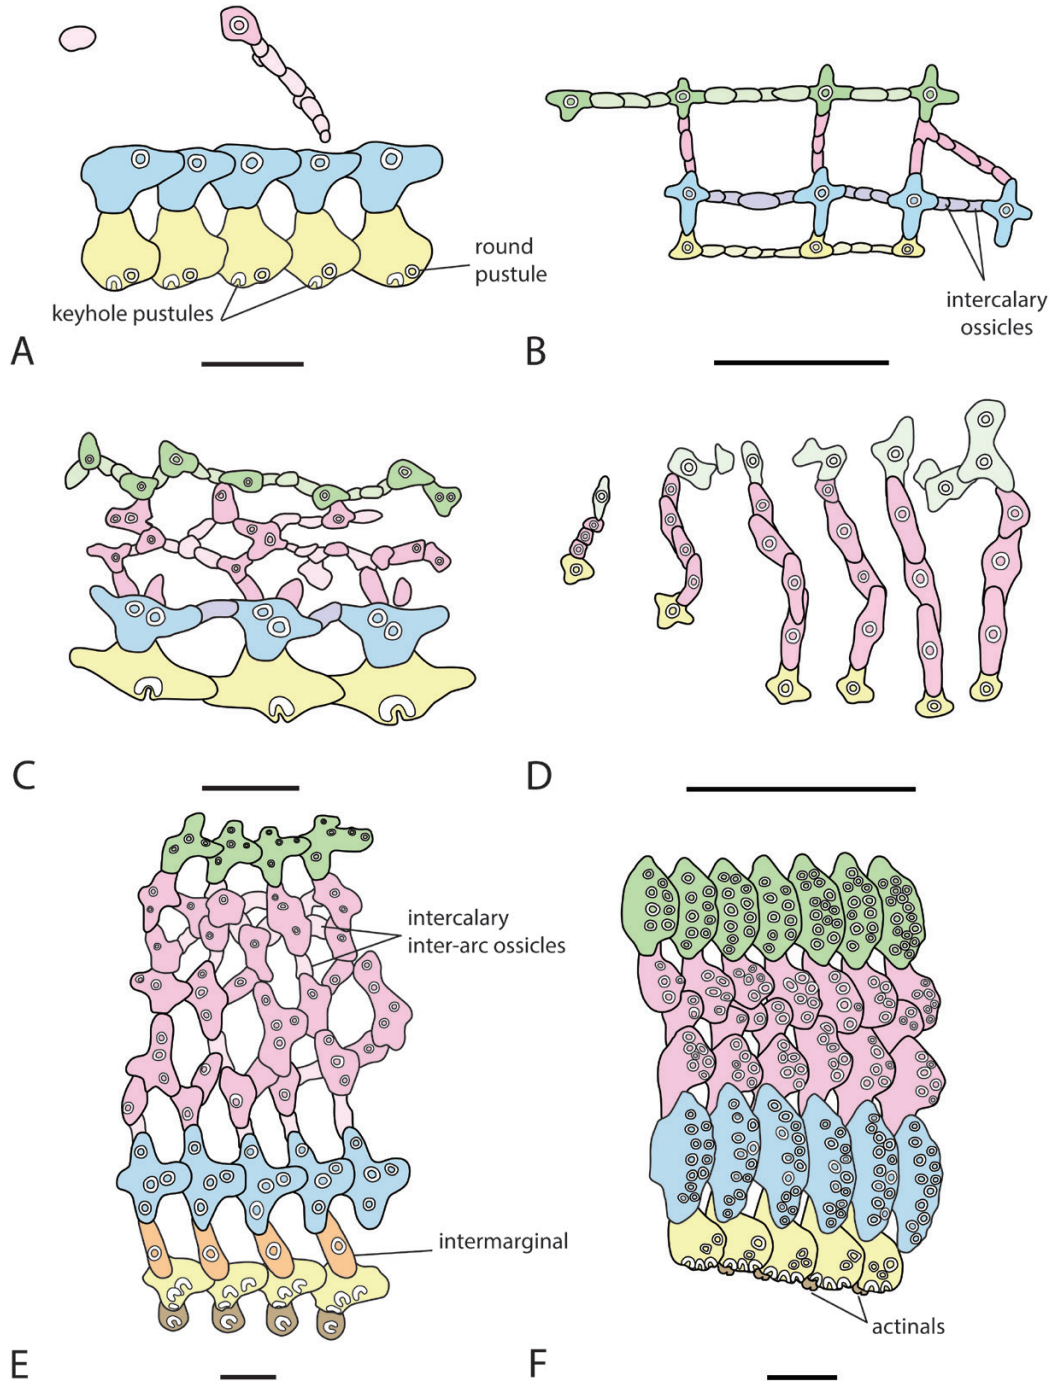 round
pustule
keyhole pustules
A
intercalary
ossicles
B
C
D
intercalary
inter-arc ossicles
intermarginal
E
actinals
F